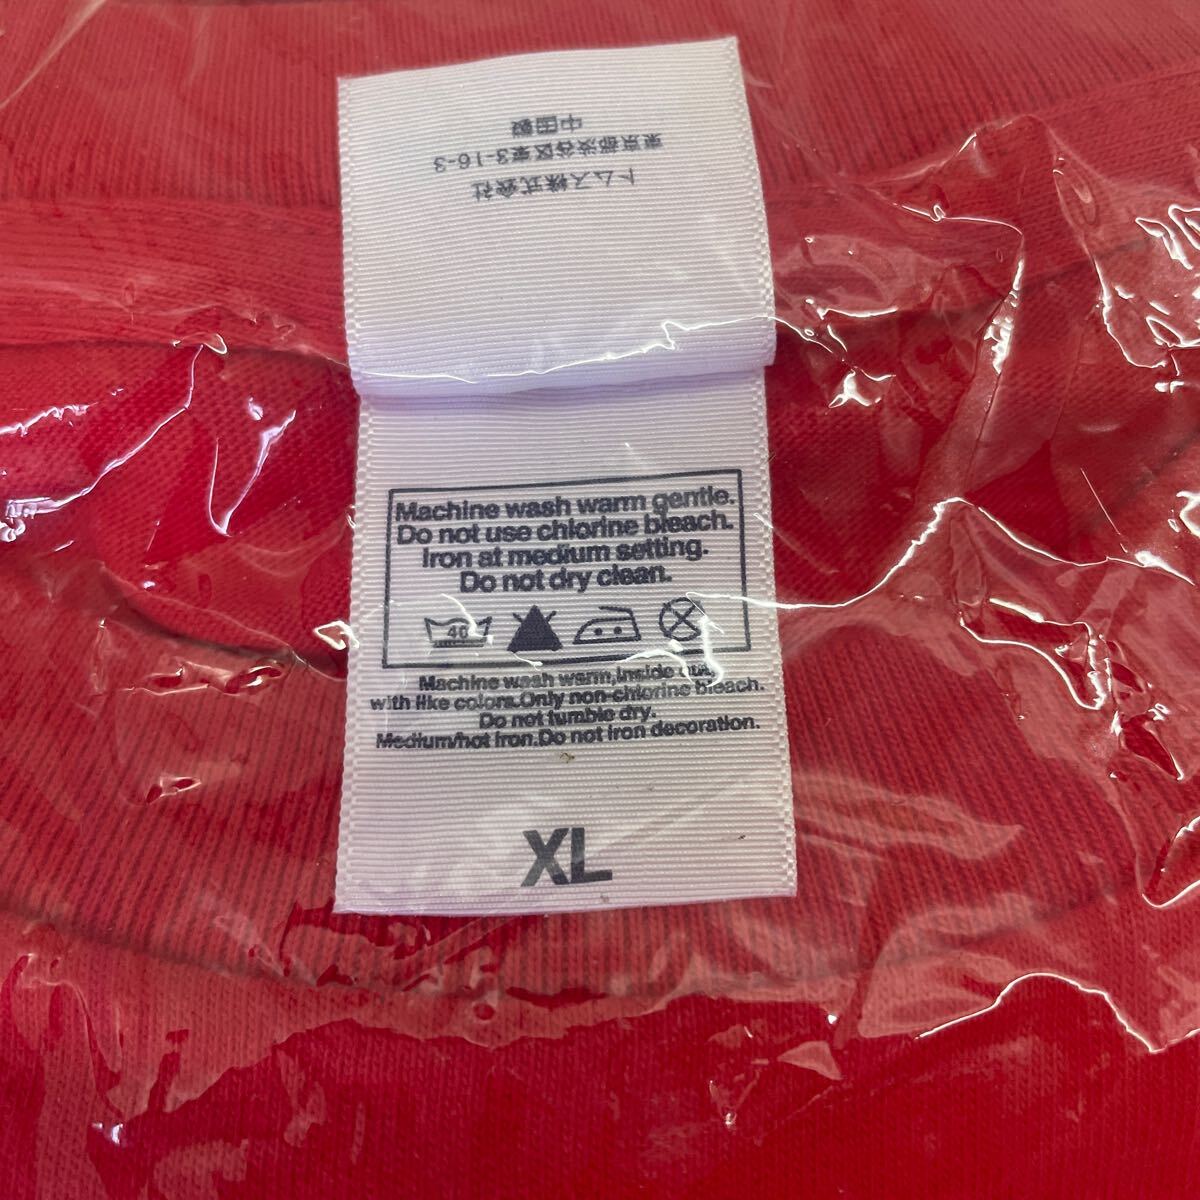 トムス株式会社
東京都渋谷区東3-16-3
中国製
Machine wash warm gentle.
Do not use chlorine bleach.
Iron at medium setting.
Do not dry clean.
40
Machine wash warm,inside out,
with like colors.Only non-chlorine bleach.
Do not tumble dry.
Medium/hot iron.Do not iron decoration.
XL